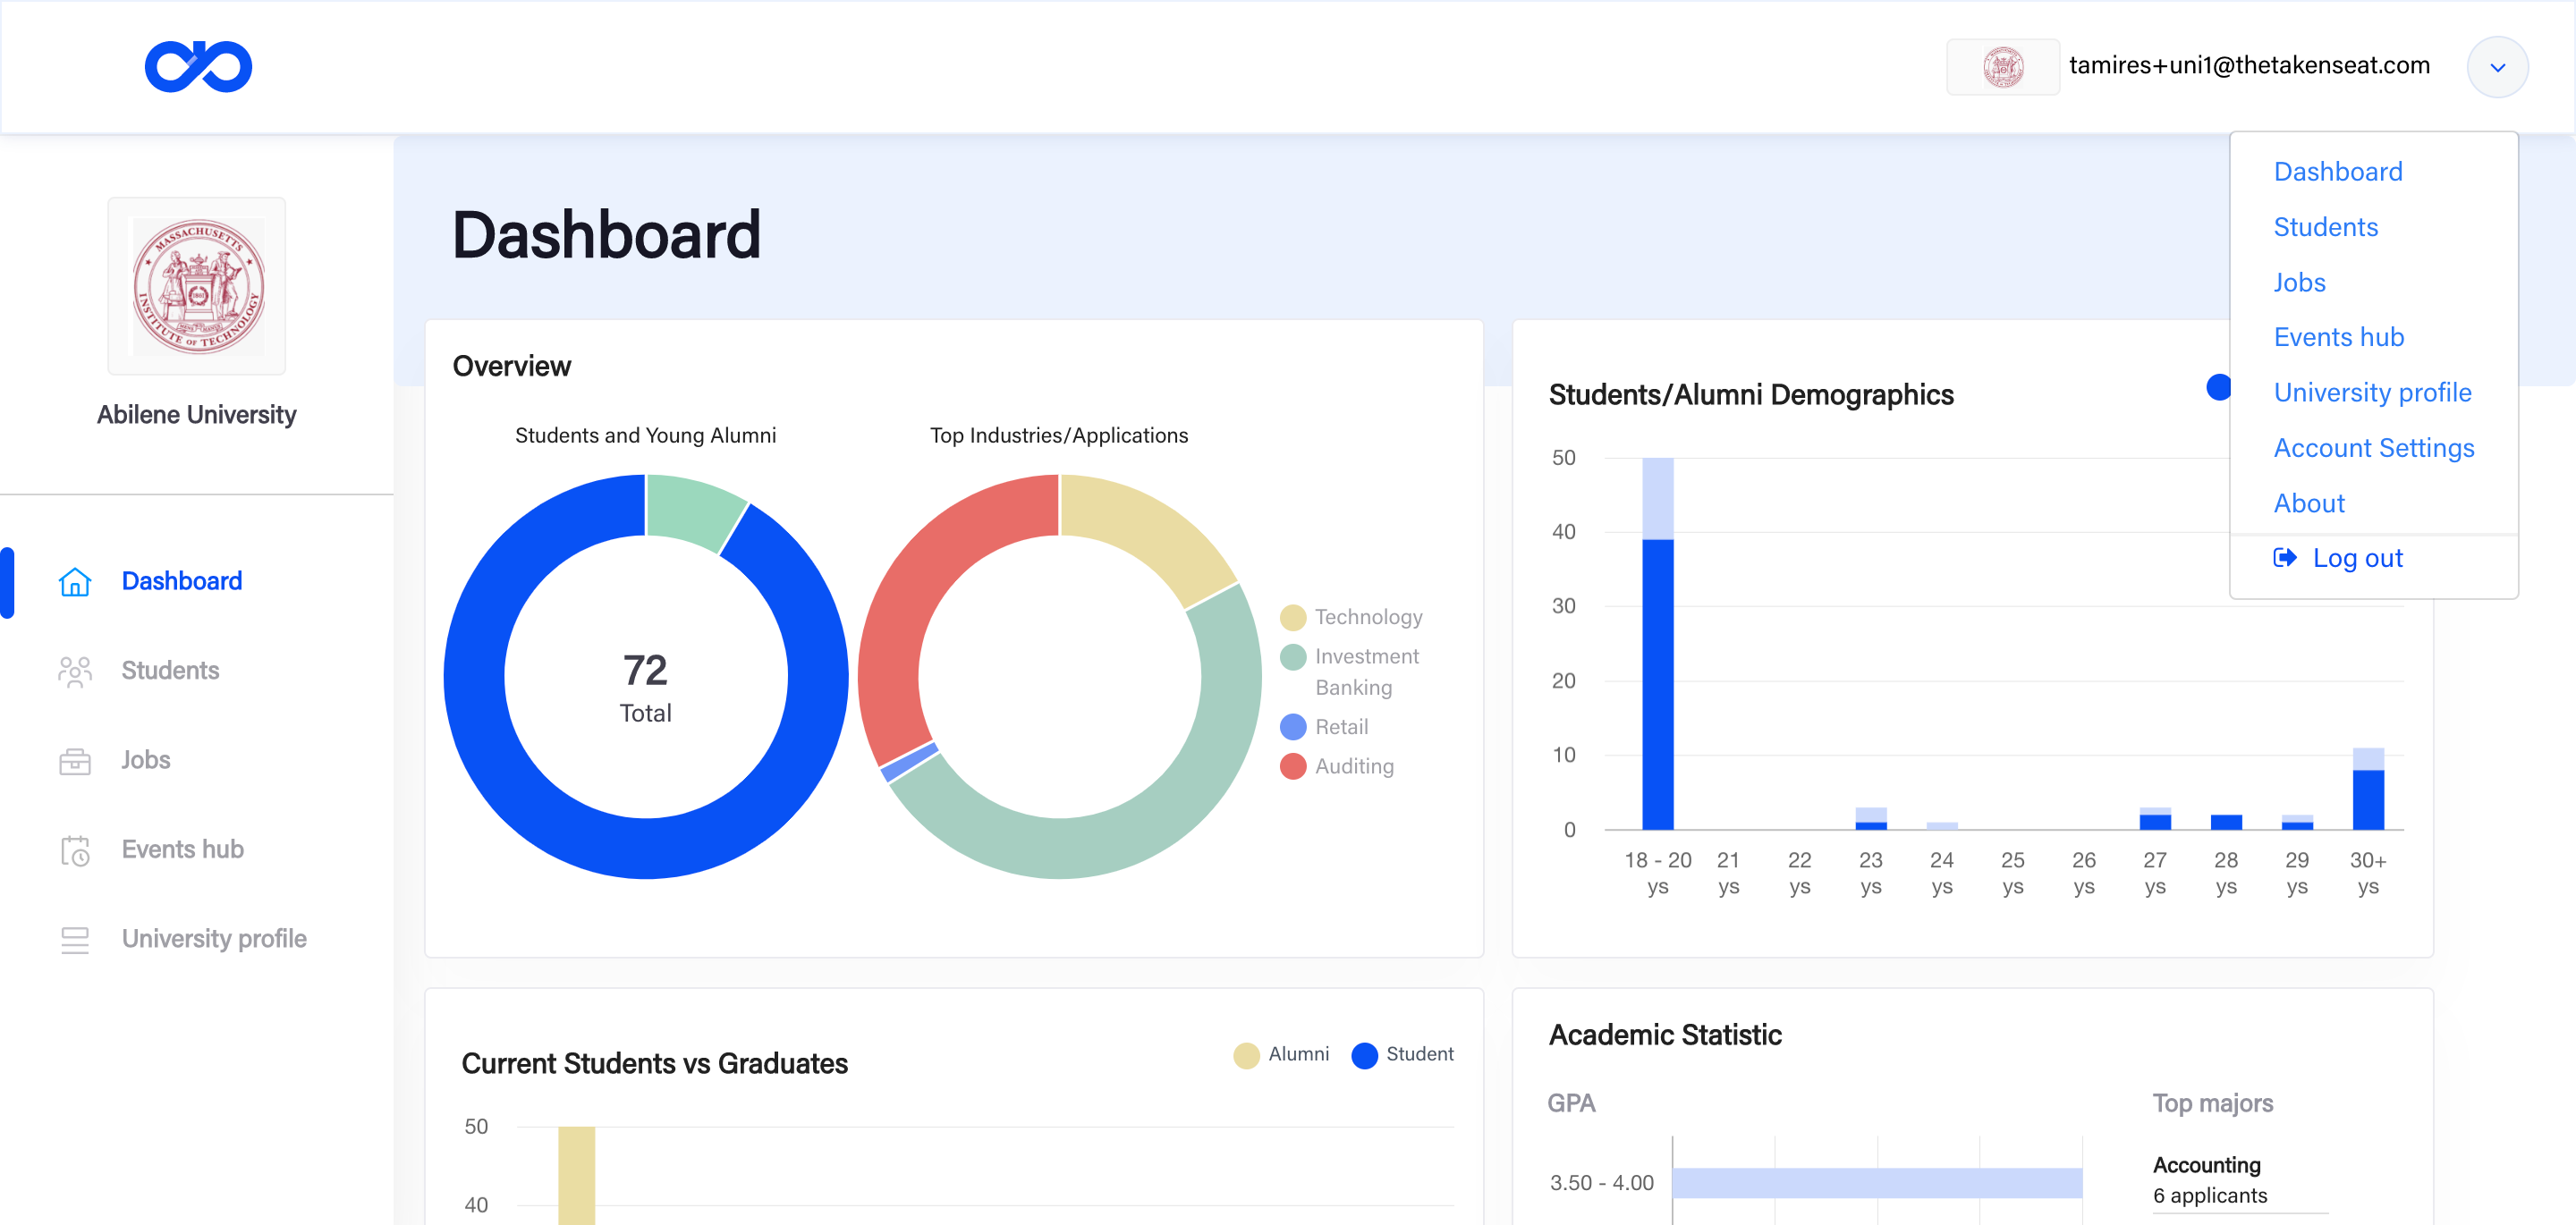 tamires+uni1@thetakenseat.com
Dashboard
Students
Jobs
Events hub
University profile
Account Settings
About
Log out
MASSACHUSETTS
INSTITUTE OF TECHNOLOGY
Abilene University
Dashboard
Students
Jobs
Events hub
University profile
Dashboard
Overview
Students and Young Alumni
72
Total
Top Industries/Applications
Technology
Investment
Banking
Retail
Auditing
Students/Alumni Demographics
50
40
30
20
10
0
18 - 20 21 22 23 24 25 26 27 28 29 30+
ys ys ys ys ys ys ys ys ys ys ys
Current Students vs Graduates
Alumni Student
50
40
Academic Statistic
GPA
3.50 - 4.00
Top majors
Accounting
6 applicants